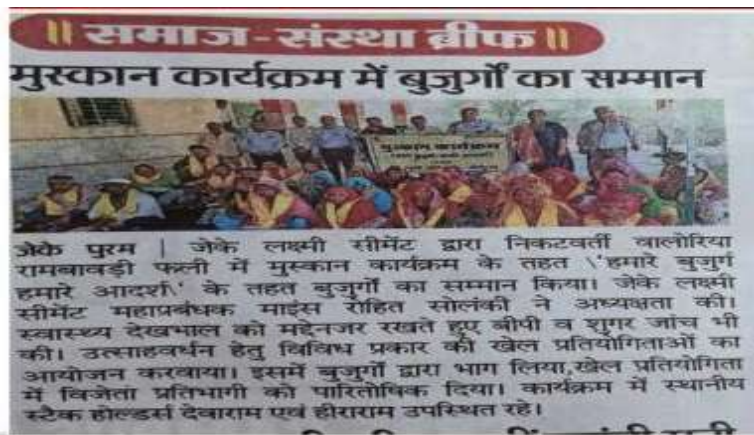 ॥ समाज-संस्था ब्रीफ ॥
मुस्कान कार्यक्रम में बुजुर्गों का सम्मान
मुस्कान कार्यक्रम
जेके पुरम | जेके लक्ष्मी सीमेंट द्वारा निकटवर्ती वालोरिया
रामबावड़ी फली में मुस्कान कार्यक्रम के तहत \'हमारे बुजुर्ग
हमारे आदर्श\' के तहत बुजुर्गों का सम्मान किया। जेके लक्ष्मी
सीमेंट महाप्रबंधक माइंस रोहित सोलंकी ने अध्यक्षता की।
स्वास्थ्य देखभाल को मद्देनजर रखते हुए बीपी व शुगर जांच भी
की। उत्साहवर्धन हेतु विविध प्रकार की खेल प्रतियोगिताओं का
आयोजन करवाया। इसमें बुजुर्गों द्वारा भाग लिया,खेल प्रतियोगिता
में विजेता प्रतिभागी को पारितोषिक दिया। कार्यक्रम में स्थानीय
स्टैक होल्डर्स देवाराम एवं हीराराम उपस्थित रहे।